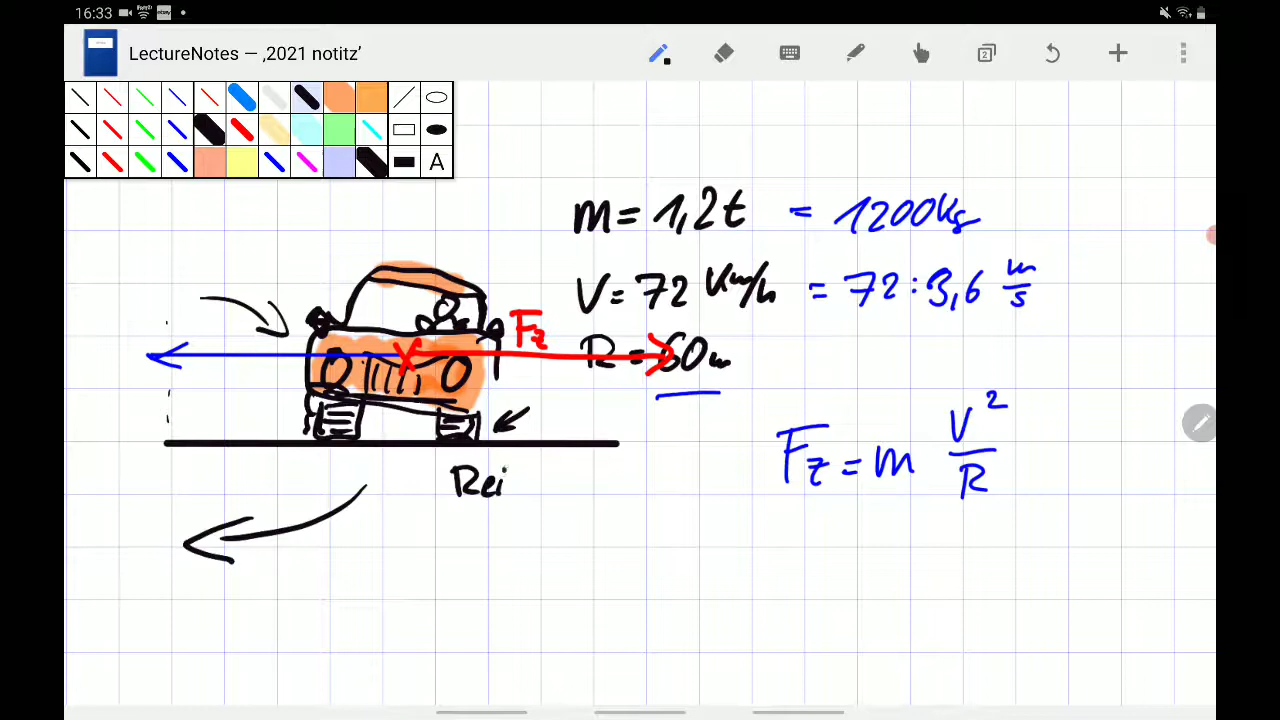 16:33
LectureNotes — ‚2021 notitz’
A
m = 1,2t = 1200kg
V = 72 Km/h = 72 : 3,6 m/s
Fz
R = 60m
Fz = m V²/R
Rei